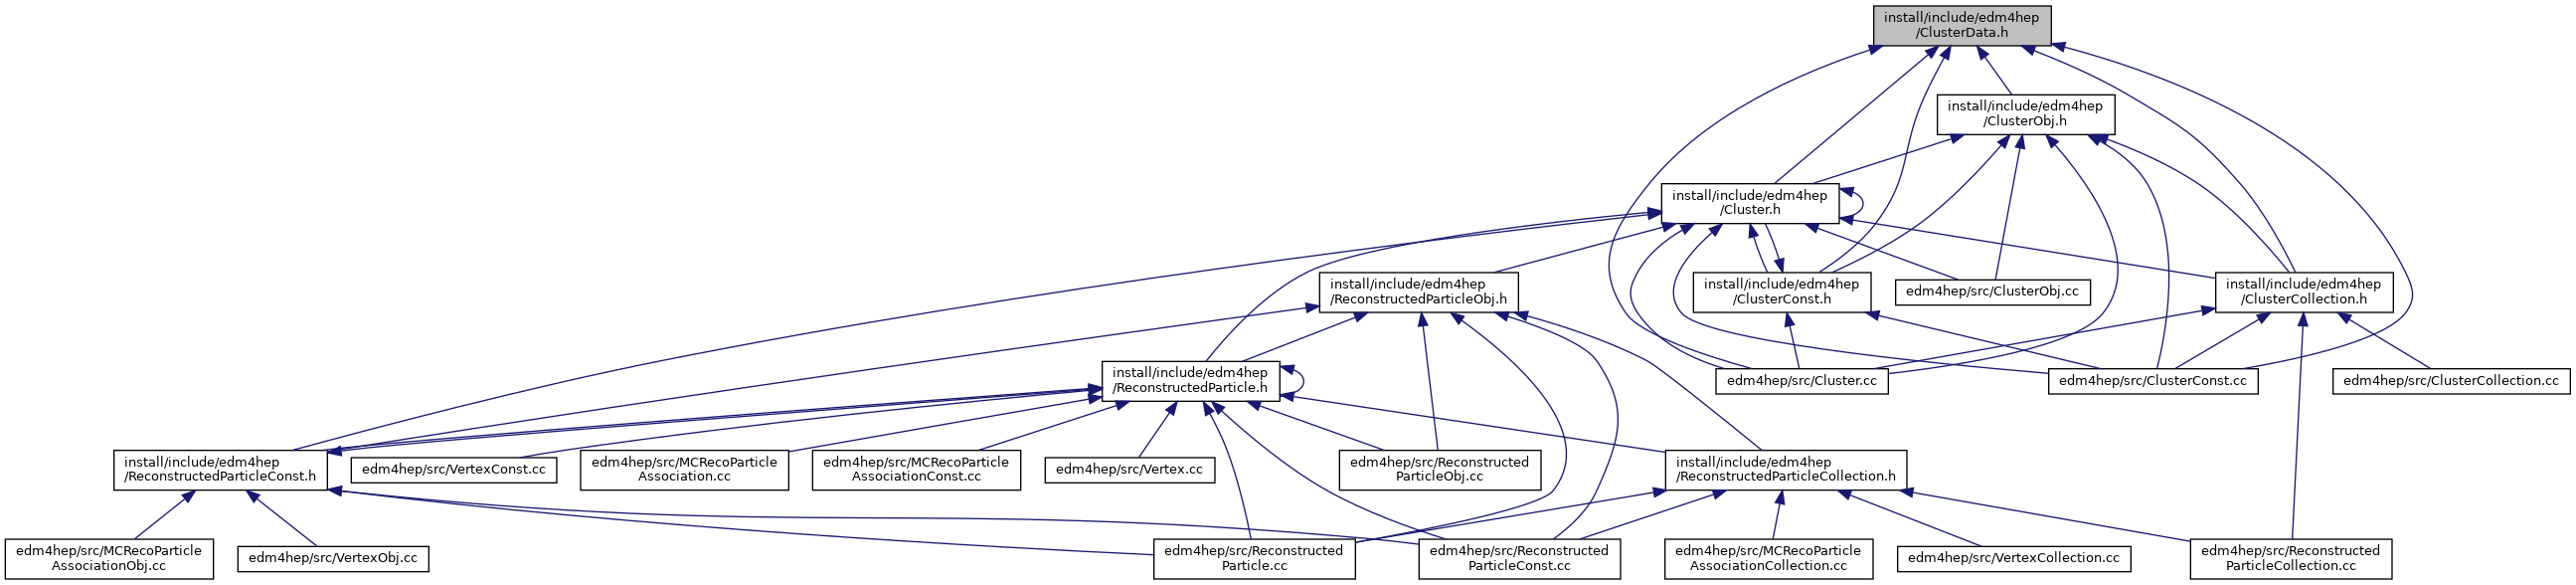 install/include/edm4hep
/ClusterData.h
install/include/edm4hep
/ClusterObj.h
install/include/edm4hep
/Cluster.h
install/include/edm4hep
/ReconstructedParticleObj.h
install/include/edm4hep
/ClusterConst.h
edm4hep/src/ClusterObj.cc
install/include/edm4hep
/ClusterCollection.h
install/include/edm4hep
/ReconstructedParticle.h
edm4hep/src/Cluster.cc
edm4hep/src/ClusterConst.cc
edm4hep/src/ClusterCollection.cc
install/include/edm4hep
/ReconstructedParticleConst.h
edm4hep/src/VertexConst.cc
edm4hep/src/MCRecoParticle
Association.cc
edm4hep/src/MCRecoParticle
AssociationConst.cc
edm4hep/src/Vertex.cc
edm4hep/src/Reconstructed
ParticleObj.cc
install/include/edm4hep
/ReconstructedParticleCollection.h
edm4hep/src/MCRecoParticle
AssociationObj.cc
edm4hep/src/VertexObj.cc
edm4hep/src/Reconstructed
Particle.cc
edm4hep/src/Reconstructed
ParticleConst.cc
edm4hep/src/MCRecoParticle
AssociationCollection.cc
edm4hep/src/VertexCollection.cc
edm4hep/src/Reconstructed
ParticleCollection.cc